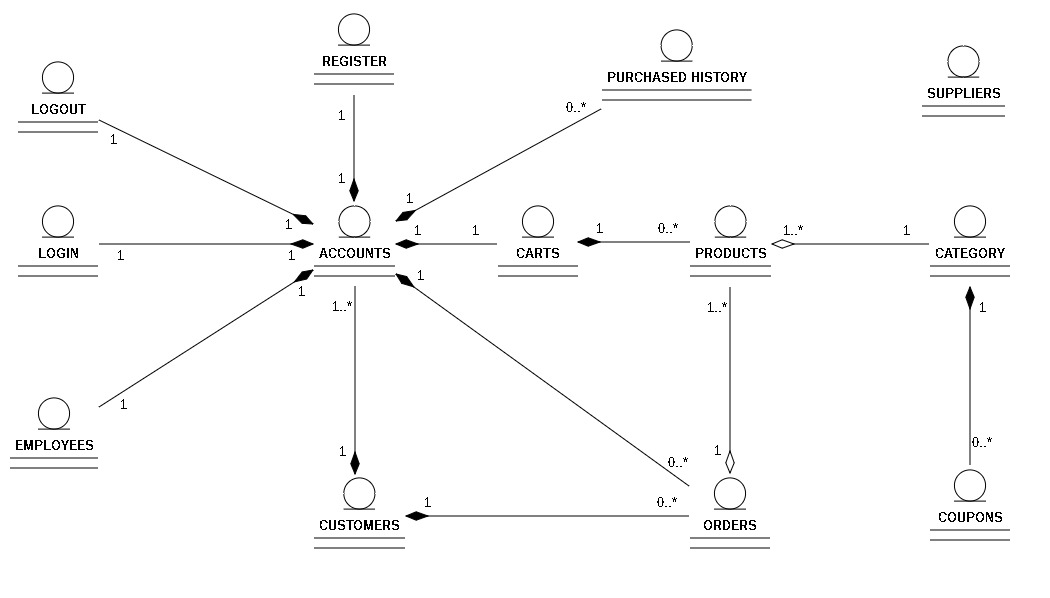 REGISTER
PURCHASED HISTORY
SUPPLIERS
LOGOUT
0..*
1
1
1
1
1
1
LOGIN
ACCOUNTS
CARTS
PRODUCTS
CATEGORY
1
1
1
1
1
0..*
1..*
1
1
1
1..*
1..*
1
1
EMPLOYEES
1
1
0..*
1
0..*
CUSTOMERS
ORDERS
COUPONS
1
0..*